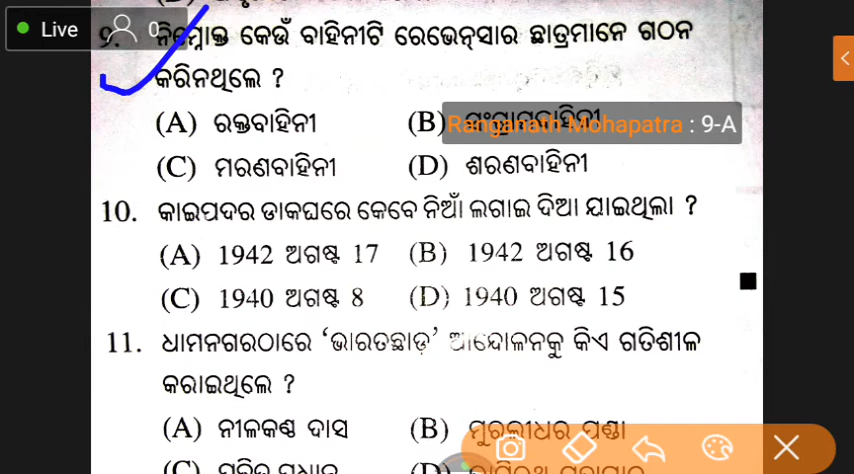 Live 0
9. ନିମ୍ନୋକ୍ତ କେଉଁ ବାହିନୀଟି ରେଭେନ୍ସାର ଛାତ୍ରମାନେ ଗଠନ
କରିନଥିଲେ ?
(A) ରକ୍ତବାହିନୀ (B)
Ranganath Mohapatra : 9-A
(C) ମରଣବାହିନୀ (D) ଶରଣବାହିନୀ
10. କାଇପଦର ଡାକଘରେ କେବେ ନିଆଁ ଲଗାଇ ଦିଆ ଯାଇଥିଲା ?
(A) 1942 ଅଗଷ୍ଟ 17 (B) 1942 ଅଗଷ୍ଟ 16
(C) 1940 ଅଗଷ୍ଟ 8 (D) 1940 ଅଗଷ୍ଟ 15
11. ଧାମନଗରଠାରେ ‘ଭାରତଛାଡ଼’ ଆନ୍ଦୋଳନକୁ କିଏ ଗତିଶୀଳ
କରାଇଥିଲେ ?
(A) ନୀଳକଣ୍ଠ ଦାସ (B) ମୁରଲୀଧର ପଣ୍ଡା
(C) (D)